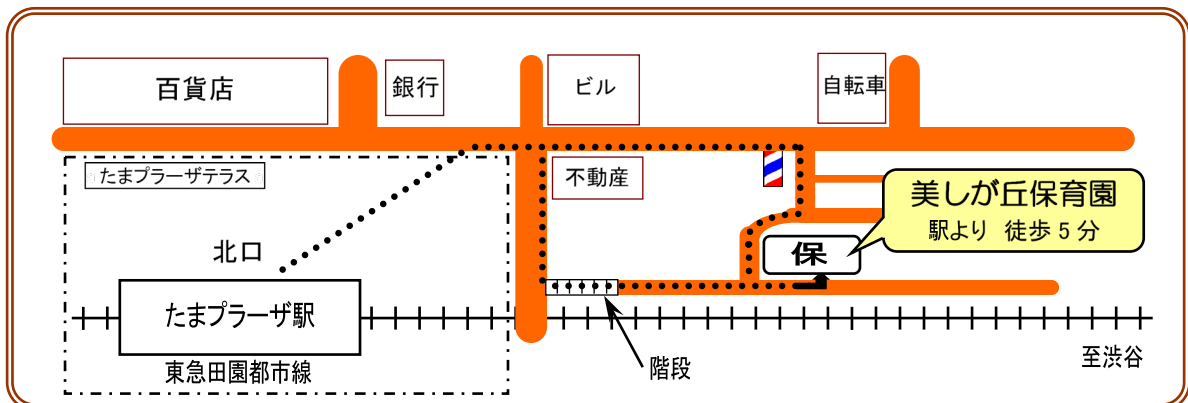 百貨店
銀行
ビル
自転車
たまプラーザテラス
不動産
美しが丘保育園
駅より 徒歩5分
北口
保
たまプラーザ駅
東急田園都市線
階段
至渋谷